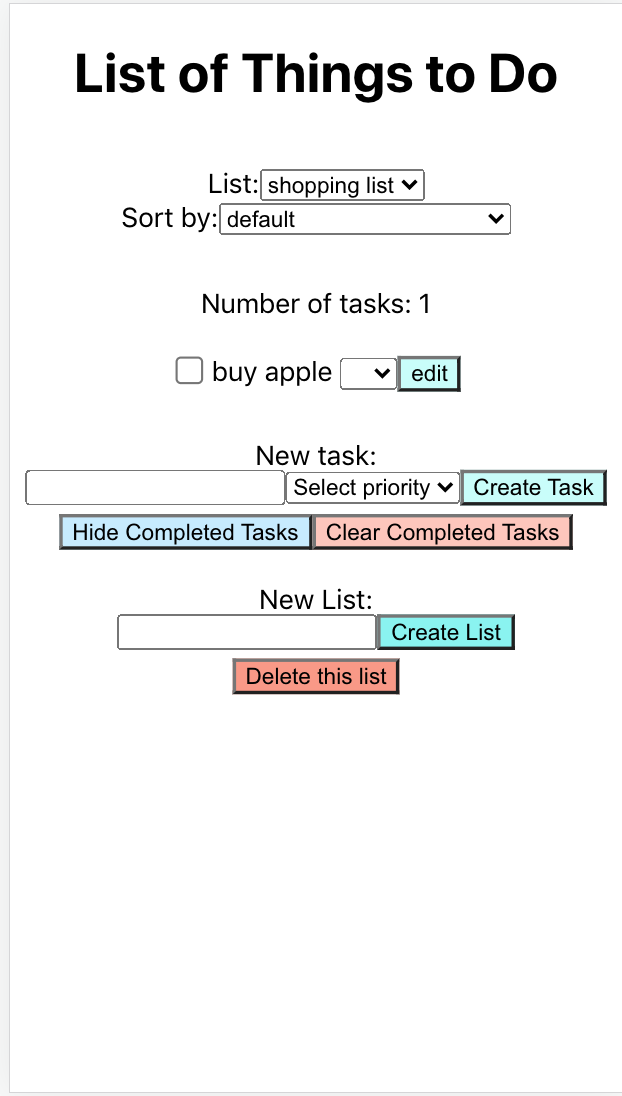 List of Things to Do
List: shopping list
Sort by: default
Number of tasks: 1
buy apple edit
New task:
Select priority Create Task
Hide Completed Tasks Clear Completed Tasks
New List:
Create List
Delete this list